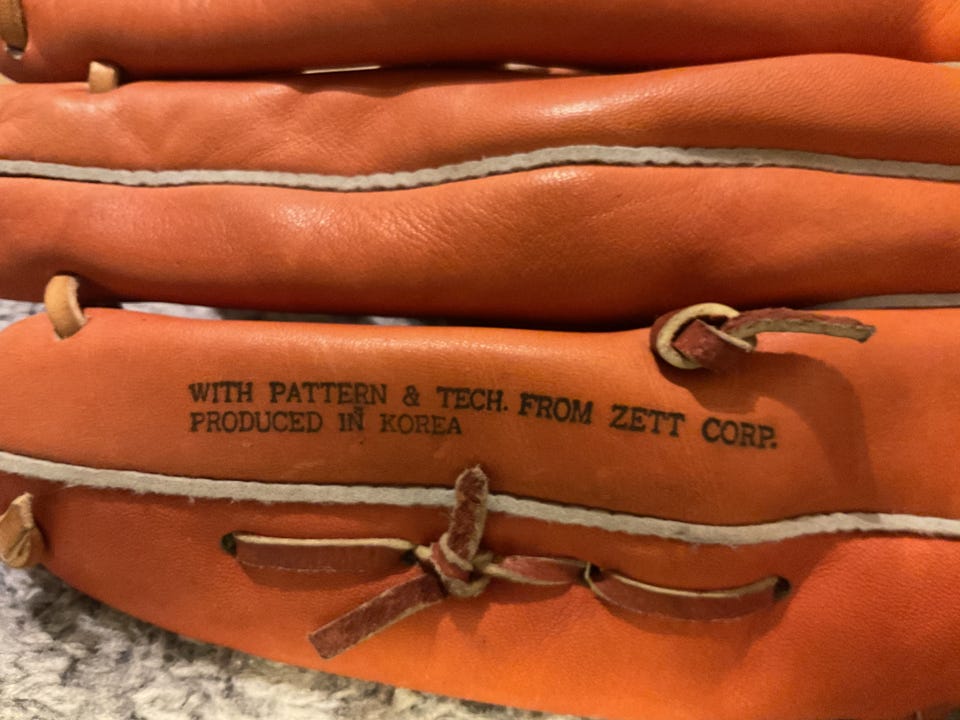 WITH PATTERN & TECH. FROM ZETT CORP.
PRODUCED IN KOREA